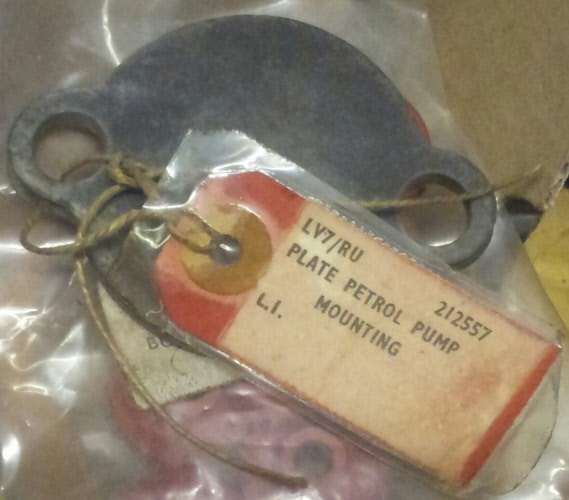 LV7/RU 212557
PLATE PETROL PUMP
MOUNTING
L.I.